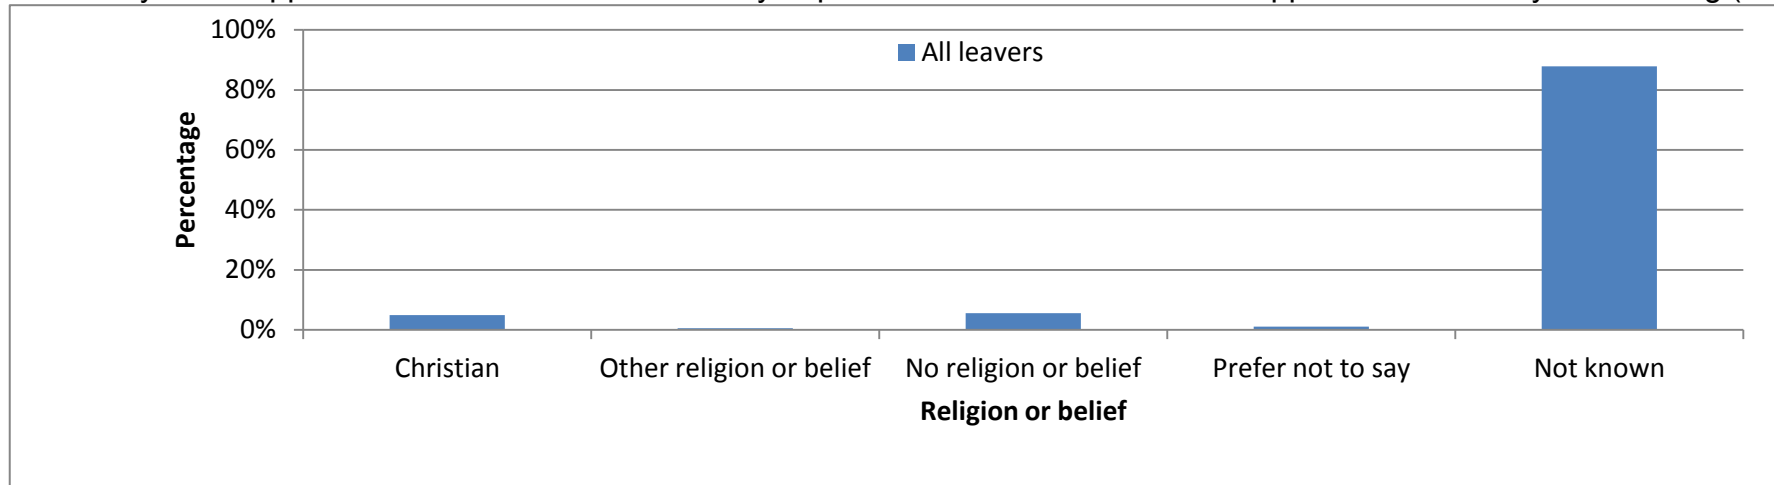 100%
All leavers
80%
60%
40%
20%
0%
Percentage
Christian Other religion or belief No religion or belief Prefer not to say Not known
Religion or belief